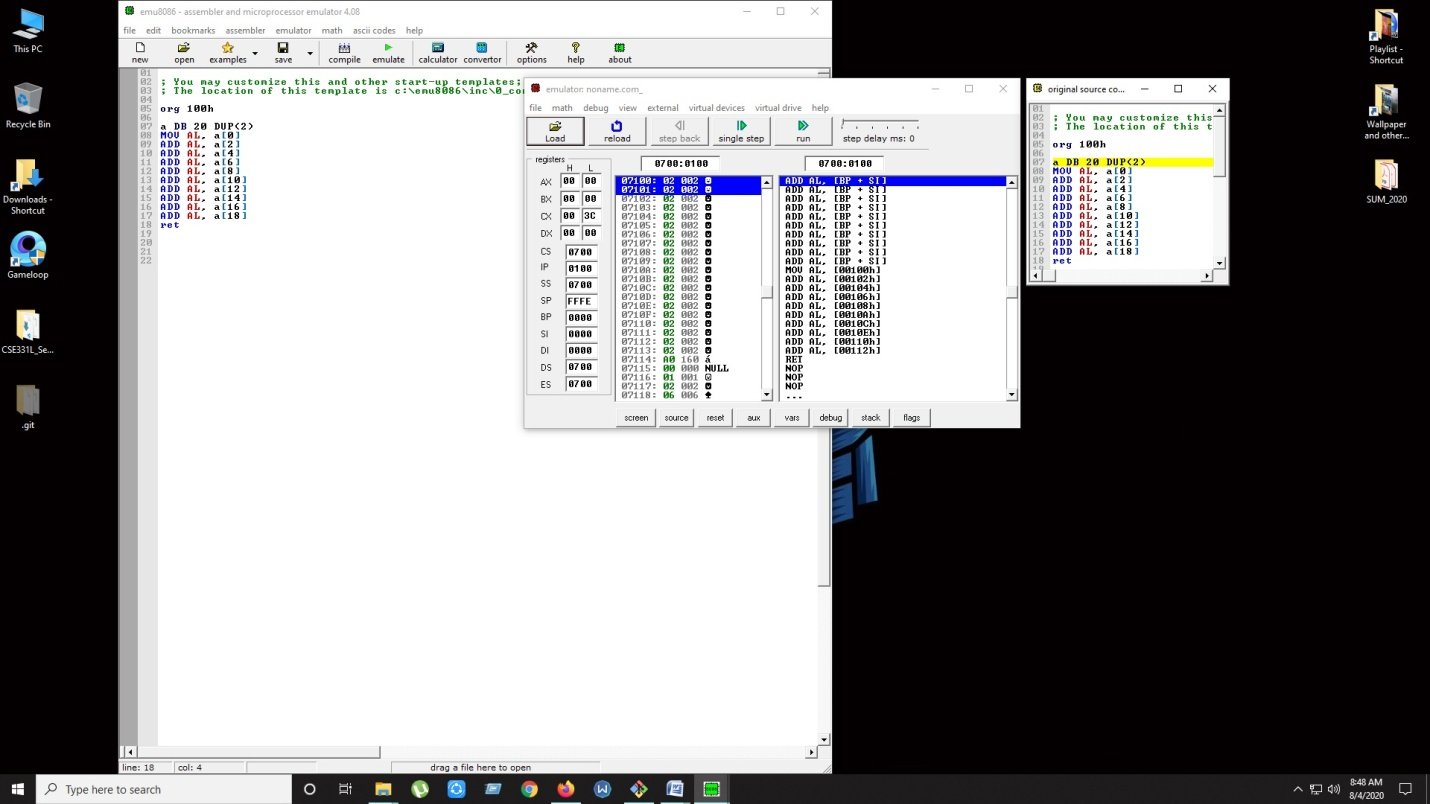 This PC
Recycle Bin
Downloads -
Shortcut
Gameloop
CSE331L_Se...
.git
emu8086 - assembler and microprocessor emulator 4.08
file edit bookmarks assembler emulator math ascii codes help
new open examples save compile emulate calculator convertor options help about
01
02 ; You may customize this and other start-up templates;
03 ; The location of this template is c:\emu8086\inc\0_co
04
05 org 100h
06
07 a DB 20 DUP(2)
08 MOV AL, a[0]
09 ADD AL, a[2]
10 ADD AL, a[4]
11 ADD AL, a[6]
12 ADD AL, a[8]
13 ADD AL, a[10]
14 ADD AL, a[12]
15 ADD AL, a[14]
16 ADD AL, a[16]
17 ADD AL, a[18]
18 ret
19
20
21
22
line: 18 col: 4 drag a file here to open
emulator: noname.com_
file math debug view external virtual devices virtual drive help
Load reload step back single step run step delay ms: 0
registers
H L
AX 00 00
BX 00 00
CX 00 3C
DX 00 00
CS 0700
IP 0100
SS 0700
SP FFFE
BP 0000
SI 0000
DI 0000
DS 0700
ES 0700
0700:0100
07100: 02 002
07101: 02 002
07102: 02 002
07103: 02 002
07104: 02 002
07105: 02 002
07106: 02 002
07107: 02 002
07108: 02 002
07109: 02 002
0710A: 02 002
0710B: 02 002
0710C: 02 002
0710D: 02 002
0710E: 02 002
0710F: 02 002
07110: 02 002
07111: 02 002
07112: 02 002
07113: 02 002
07114: A0 160 á
07115: 00 000 NULL
07116: 01 001
07117: 02 002
07118: 06 006
0700:0100
ADD AL, [BP + SI]
ADD AL, [BP + SI]
ADD AL, [BP + SI]
ADD AL, [BP + SI]
ADD AL, [BP + SI]
ADD AL, [BP + SI]
ADD AL, [BP + SI]
ADD AL, [BP + SI]
ADD AL, [BP + SI]
ADD AL, [BP + SI]
MOV AL, [00100h]
ADD AL, [00102h]
ADD AL, [00104h]
ADD AL, [00106h]
ADD AL, [00108h]
ADD AL, [0010Ah]
ADD AL, [0010Ch]
ADD AL, [0010Eh]
ADD AL, [00110h]
ADD AL, [00112h]
RET
NOP
NOP
NOP
...
screen source reset aux vars debug stack flags
original source co...
01
02 ; You may customize this
03 ; The location of this t
04
05 org 100h
06
07 a DB 20 DUP(2)
08 MOV AL, a[0]
09 ADD AL, a[2]
10 ADD AL, a[4]
11 ADD AL, a[6]
12 ADD AL, a[8]
13 ADD AL, a[10]
14 ADD AL, a[12]
15 ADD AL, a[14]
16 ADD AL, a[16]
17 ADD AL, a[18]
18 ret
Playlist -
Shortcut
Wallpaper
and other...
SUM_2020
Type here to search
8:48 AM
8/4/2020